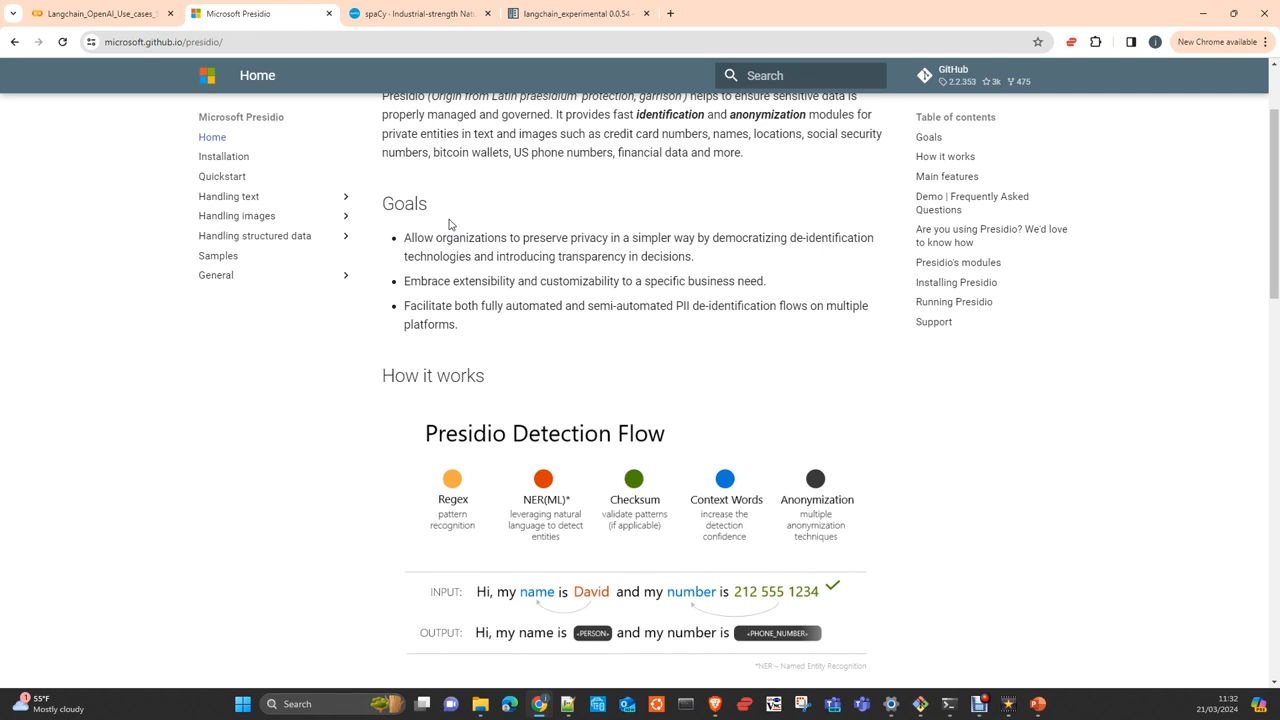 Langchain_OpenAI_Use_cases_
Microsoft Presidio
spaCy · Industrial-strength Natu
langchain_experimental 0.0.54 -
microsoft.github.io/presidio/
New Chrome available
Home
Search
GitHub
2.2.353 3k 475
Microsoft Presidio
Home
Installation
Quickstart
Handling text
Handling images
Handling structured data
Samples
General
Presidio (Origin from Latin praesidium 'protection, garrison') helps to ensure sensitive data is
properly managed and governed. It provides fast identification and anonymization modules for
private entities in text and images such as credit card numbers, names, locations, social security
numbers, bitcoin wallets, US phone numbers, financial data and more.
Goals
Allow organizations to preserve privacy in a simpler way by democratizing de-identification
technologies and introducing transparency in decisions.
Embrace extensibility and customizability to a specific business need.
Facilitate both fully automated and semi-automated PII de-identification flows on multiple
platforms.
How it works
Presidio Detection Flow
Regex
pattern
recognition
NER(ML)*
leveraging natural
language to detect
entities
Checksum
validate patterns
(if applicable)
Context Words
increase the
detection
confidence
Anonymization
multiple
anonymization
techniques
INPUT: Hi, my name is David and my number is 212 555 1234
OUTPUT: Hi, my name is <PERSON> and my number is <PHONE_NUMBER>
*NER – Named Entity Recognition
Table of contents
Goals
How it works
Main features
Demo | Frequently Asked
Questions
Are you using Presidio? We'd love
to know how
Presidio's modules
Installing Presidio
Running Presidio
Support
1
55°F
Mostly cloudy
Search
11:32
21/03/2024